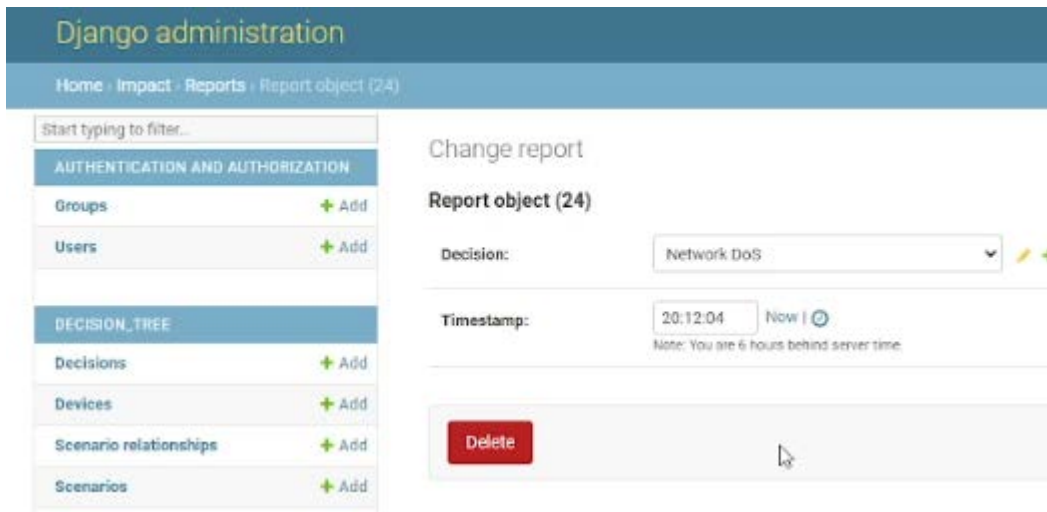 Django administration
Home › Impact › Reports › Report object (24)
Start typing to filter...
AUTHENTICATION AND AUTHORIZATION
Groups + Add
Users + Add
DECISION_TREE
Decisions + Add
Devices + Add
Scenario relationships + Add
Scenarios + Add
Change report
Report object (24)
Decision: Network DoS
Timestamp: 20:12:04 Now |
Note: You are 6 hours behind server time.
Delete